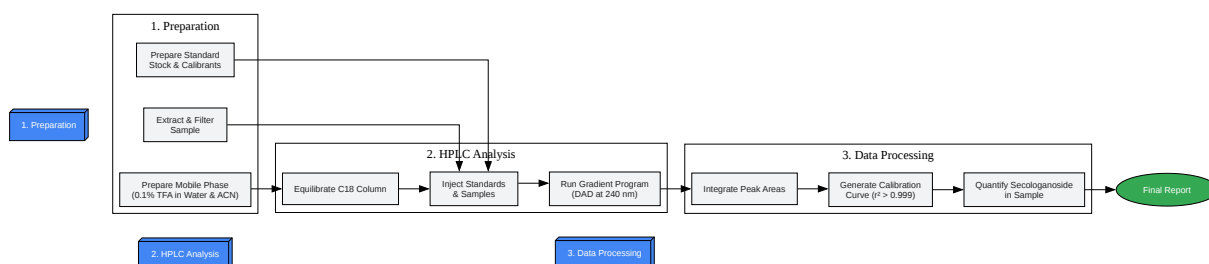 1. Preparation
1. Preparation
Prepare Standard
Stock & Calibrants
Extract & Filter
Sample
Prepare Mobile Phase
(0.1% TFA in Water & ACN)
2. HPLC Analysis
Equilibrate C18 Column
Inject Standards
& Samples
Run Gradient Program
(DAD at 240 nm)
3. Data Processing
Integrate Peak Areas
Generate Calibration
Curve (r² > 0.999)
Quantify Secologanoside
in Sample
Final Report
2. HPLC Analysis
3. Data Processing